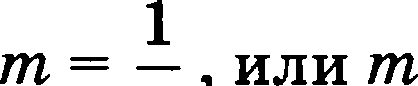 m = 1/ , или m